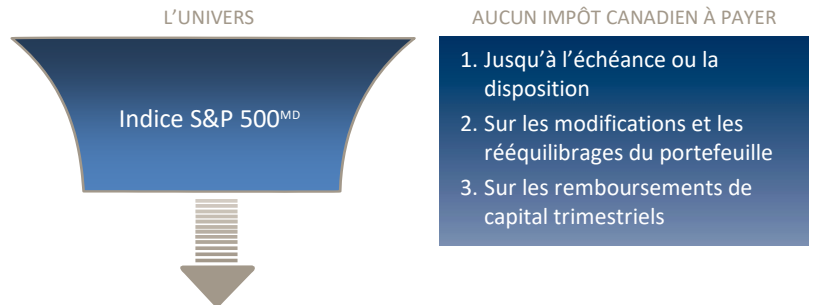 L’UNIVERS
Indice S&P 500MD
AUCUN IMPÔT CANADIEN À PAYER
1. Jusqu’à l’échéance ou la
disposition
2. Sur les modifications et les
rééquilibrages du portefeuille
3. Sur les remboursements de
capital trimestriels